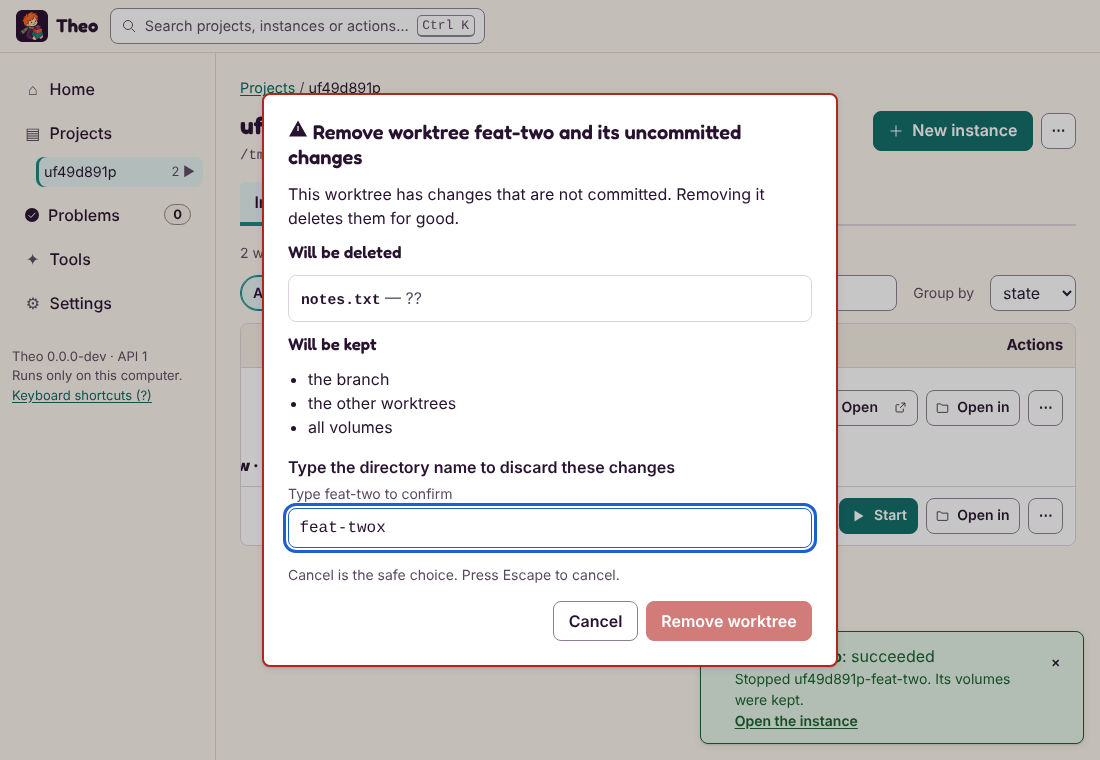 Theo
Search projects, instances or actions... Ctrl K
Home
Projects
uf49d891p 2
Problems 0
Tools
Settings
Theo 0.0.0-dev · API 1
Runs only on this computer.
Keyboard shortcuts (?)
Projects / uf49d891p
New instance
...
Group by state
Actions
Open Open in ...
Start Open in ...
Remove worktree feat-two and its uncommitted
changes
This worktree has changes that are not committed. Removing it
deletes them for good.
Will be deleted
notes.txt — ??
Will be kept
• the branch
• the other worktrees
• all volumes
Type the directory name to discard these changes
Type feat-two to confirm
feat-twox
Cancel is the safe choice. Press Escape to cancel.
Cancel Remove worktree
succeeded ×
Stopped uf49d891p-feat-two. Its volumes
were kept.
Open the instance